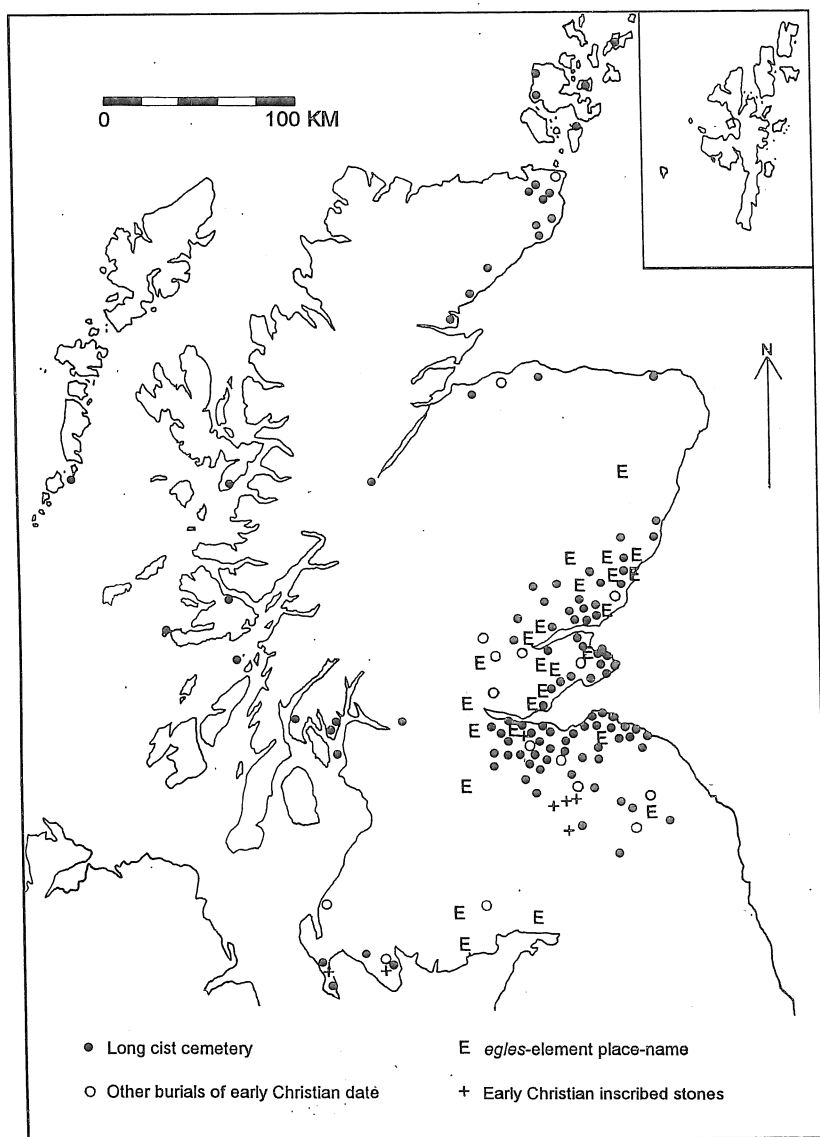 0 100 KM
N
E
E E E
E E
E
E
E
E
E
E E
E
E
E E
E
E E
E
E
E
E
E
E
E
Long cist cemetery
Other burials of early Christian date
E egles-element place-name
+ Early Christian inscribed stones